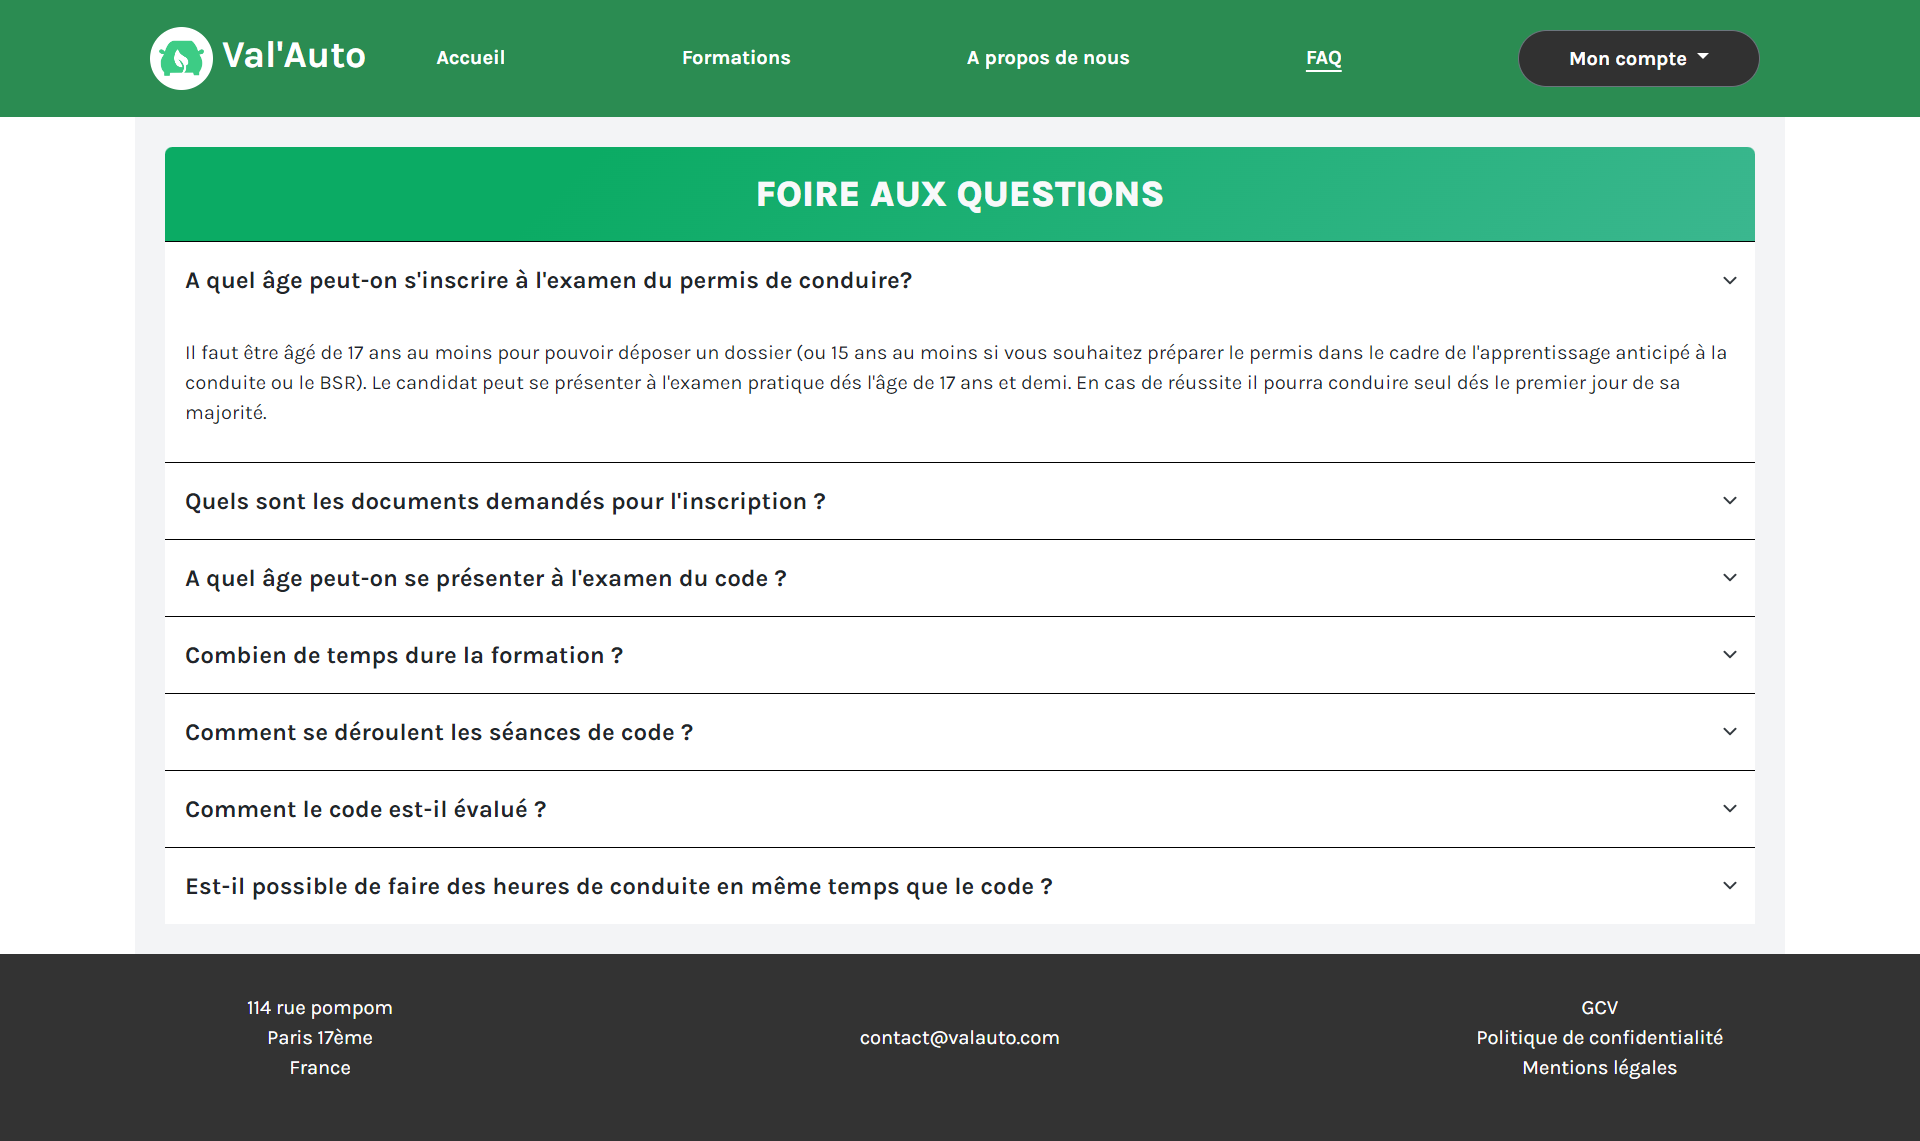 Val'Auto
Accueil
Formations
A propos de nous
FAQ
Mon compte
FOIRE AUX QUESTIONS
A quel âge peut-on s'inscrire à l'examen du permis de conduire?
Il faut être âgé de 17 ans au moins pour pouvoir déposer un dossier (ou 15 ans au moins si vous souhaitez préparer le permis dans le cadre de l'apprentissage anticipé à la
conduite ou le BSR). Le candidat peut se présenter à l'examen pratique dés l'âge de 17 ans et demi. En cas de réussite il pourra conduire seul dés le premier jour de sa
majorité.
Quels sont les documents demandés pour l'inscription ?
A quel âge peut-on se présenter à l'examen du code ?
Combien de temps dure la formation ?
Comment se déroulent les séances de code ?
Comment le code est-il évalué ?
Est-il possible de faire des heures de conduite en même temps que le code ?
114 rue pompom
Paris 17ème
France
contact@valauto.com
GCV
Politique de confidentialité
Mentions légales